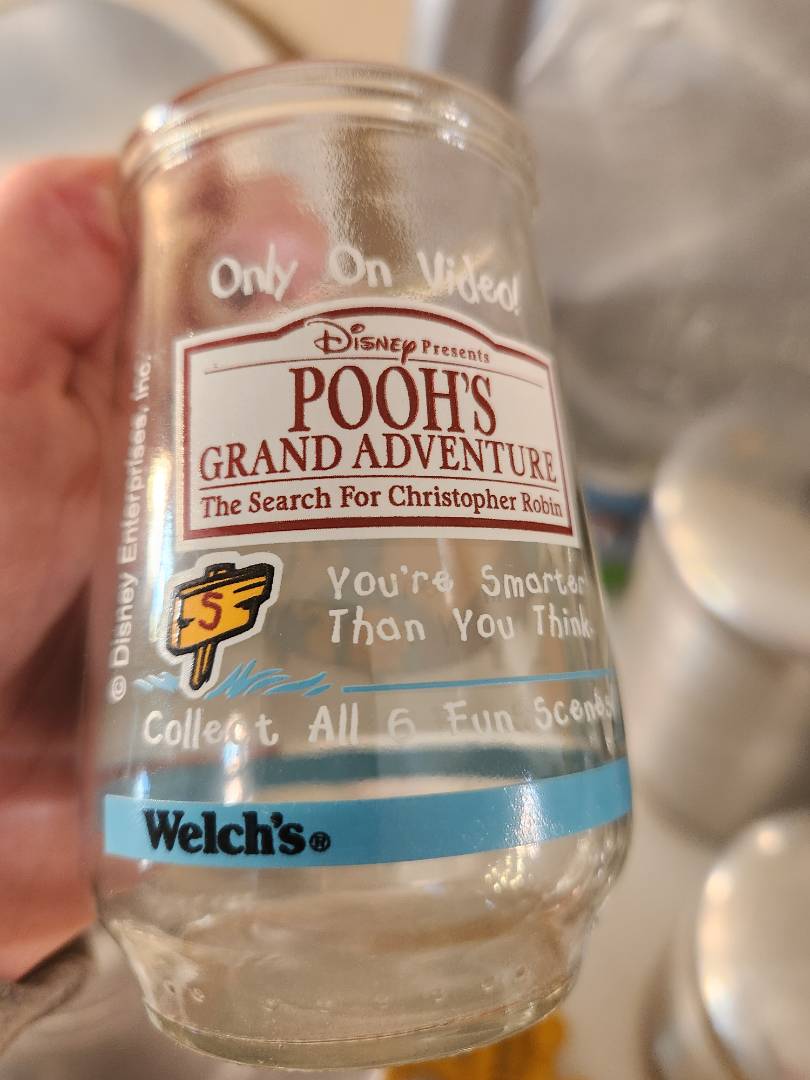 Only On Video!
Disney Presents
POOH'S
GRAND ADVENTURE
The Search For Christopher Robin
S
You're Smarter
Than You Think
Collect All 6 Fun Scenes!
Welch's®
© Disney Enterprises, Inc.